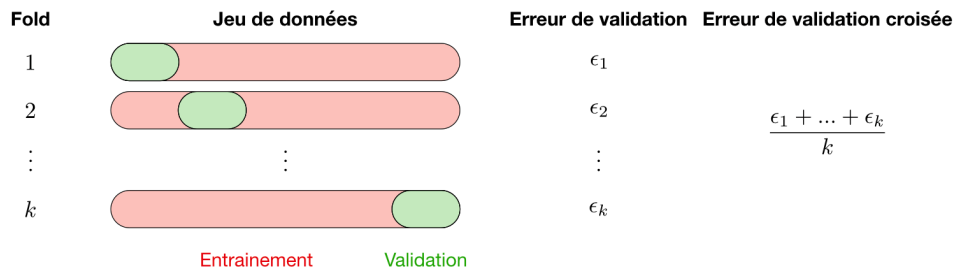 Fold Jeu de données Erreur de validation Erreur de validation croisée
1 ϵ₁
2 ϵ₂
(ϵ₁ + ... + ϵₖ) / k
⋮ ⋮ ⋮
k ϵₖ
Entrainement Validation